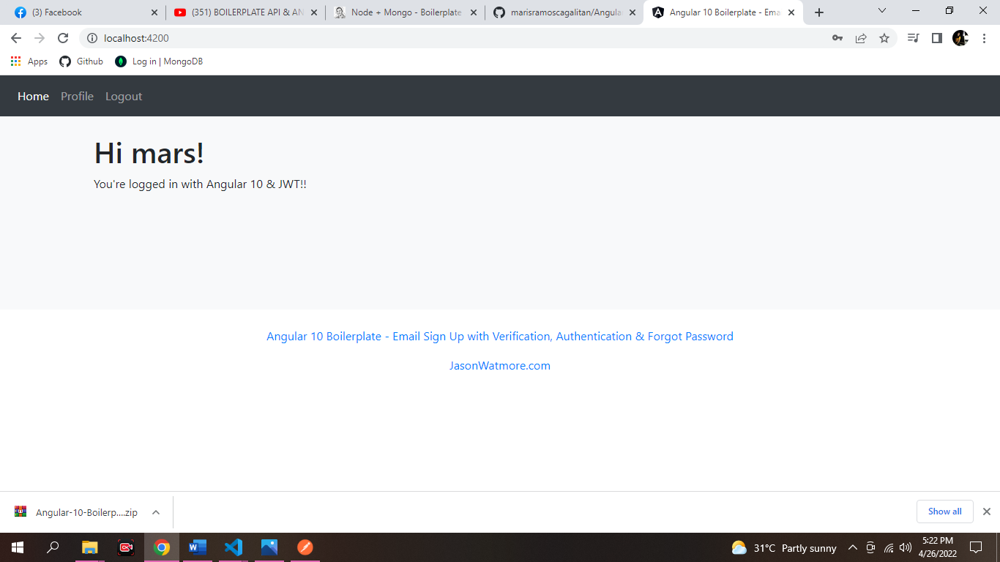 (3) Facebook
(351) BOILERPLATE API & AN
Node + Mongo - Boilerplate
marisramoscagalitan/Angula
Angular 10 Boilerplate - Ema
localhost:4200
Apps
Github
Log in | MongoDB
Home Profile Logout
Hi mars!
You're logged in with Angular 10 & JWT!!
Angular 10 Boilerplate - Email Sign Up with Verification, Authentication & Forgot Password
JasonWatmore.com
Angular-10-Boilerp....zip
Show all
31°C Partly sunny
5:22 PM
4/26/2022